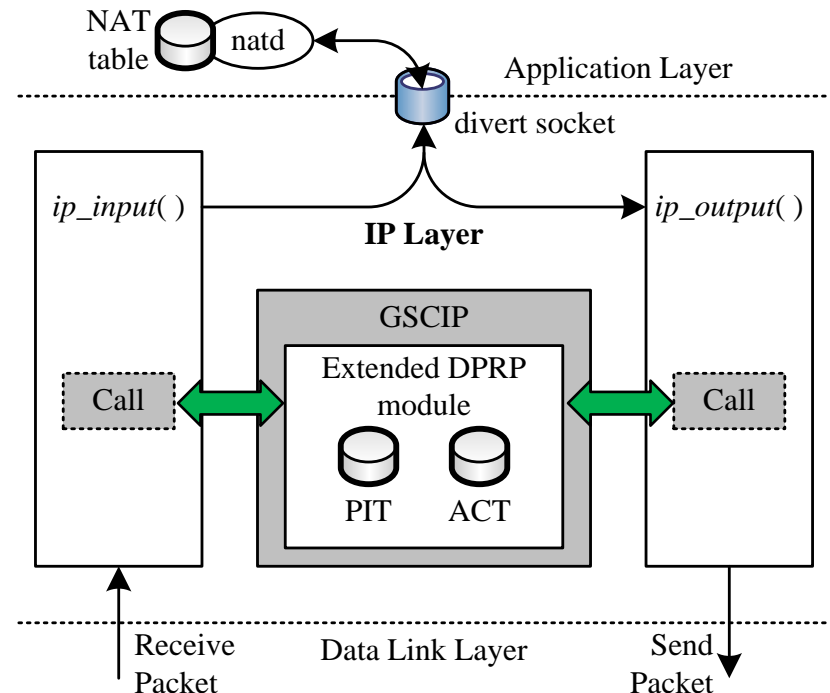 NAT
table
natd
Application Layer
divert socket
ip_input( )
ip_output( )
IP Layer
GSCIP
Extended DPRP
module
Call
Call
PIT
ACT
Receive
Packet
Data Link Layer
Send
Packet